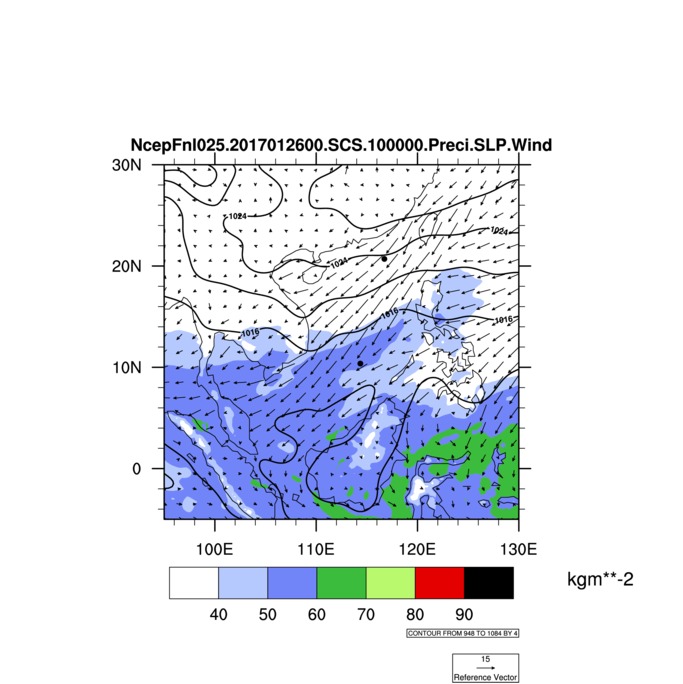 NcepFnl025.2017012600.SCS.100000.Preci.SLP.Wind
30N
1024
1024
20N
1024
1016
1016
1016
10N
0
100E 110E 120E 130E
kgm**-2
40 50 60 70 80 90
CONTOUR FROM 948 TO 1084 BY 4
15
Reference Vector